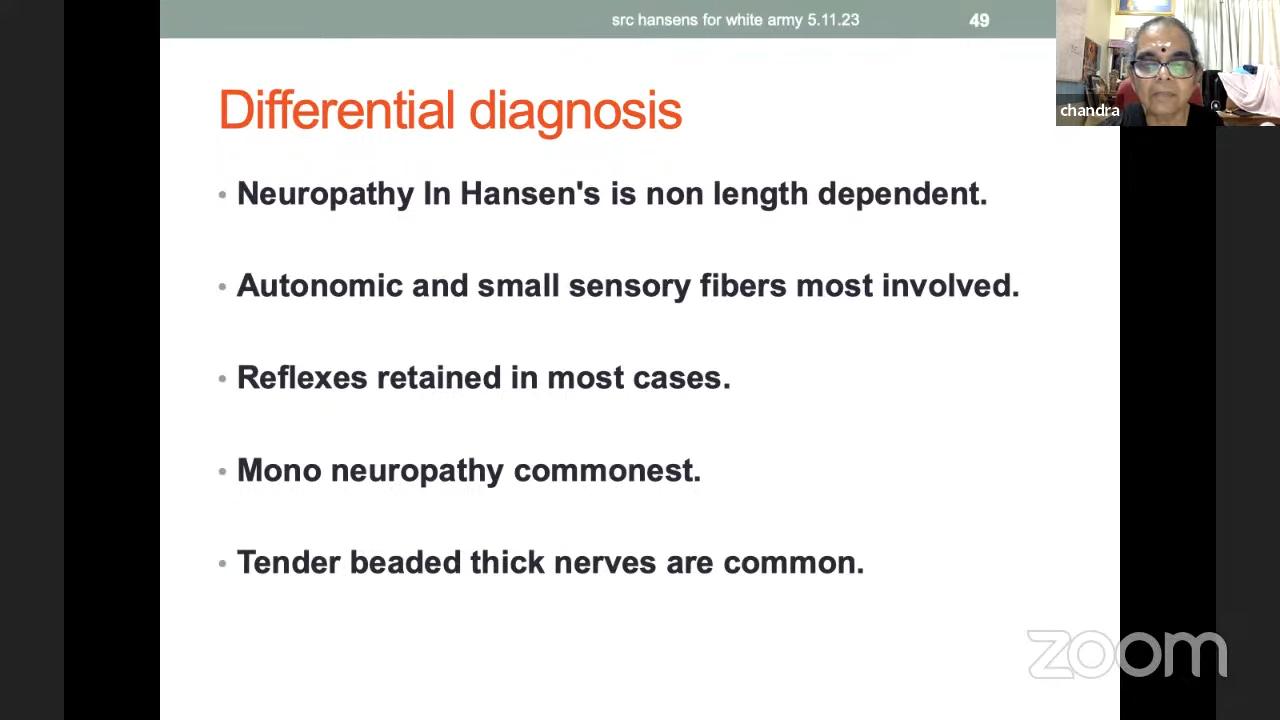 src hansens for white army 5.11.23
49
chandra
Differential diagnosis
• Neuropathy In Hansen's is non length dependent.
• Autonomic and small sensory fibers most involved.
• Reflexes retained in most cases.
• Mono neuropathy commonest.
• Tender beaded thick nerves are common.
zoom